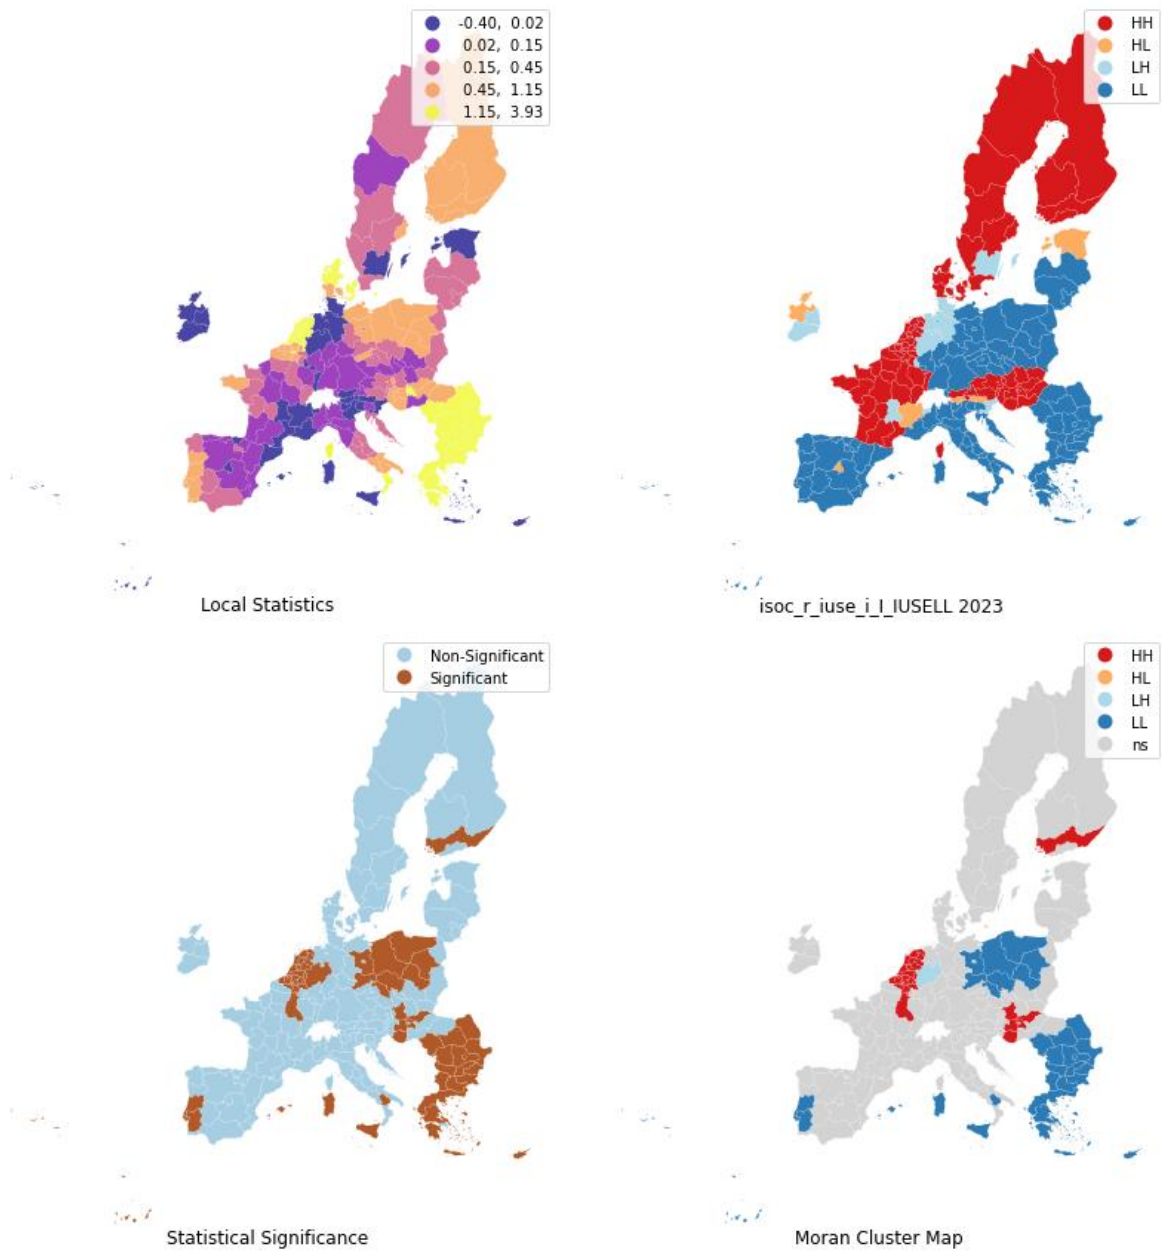 -0.40, 0.02
0.02, 0.15
0.15, 0.45
0.45, 1.15
1.15, 3.93
Local Statistics
HH
HL
LH
LL
isoc_r_iuse_i_I_IUSELL 2023
Non-Significant
Significant
Statistical Significance
HH
HL
LH
LL
ns
Moran Cluster Map